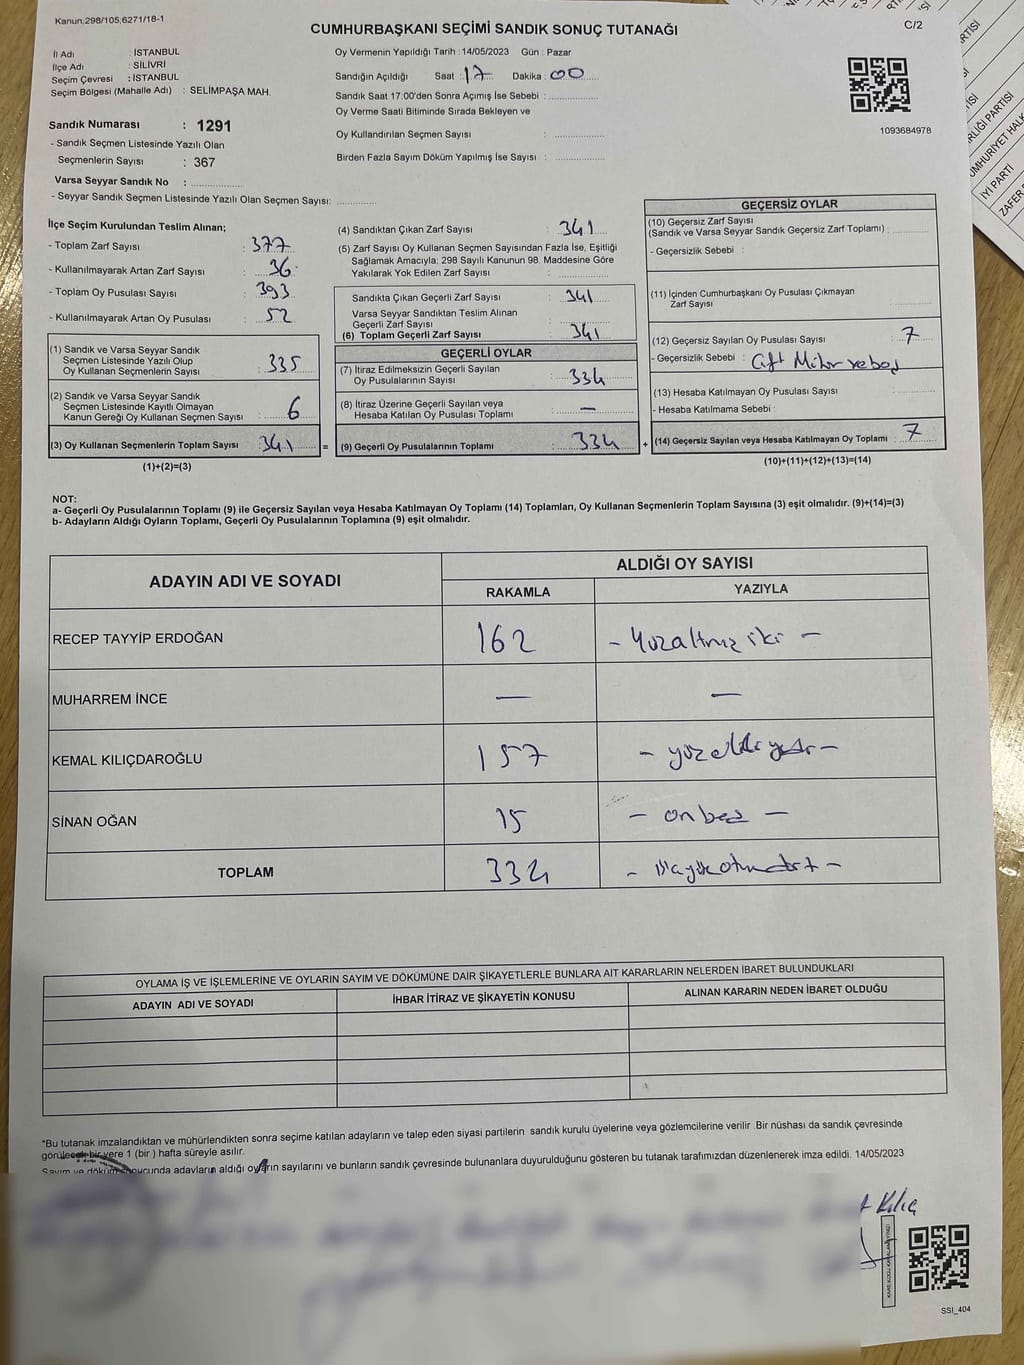 Kanun:298/105;6271/18-1
C/2
CUMHURBAŞKANI SEÇİMİ SANDIK SONUÇ TUTANAĞI
İl Adı : İSTANBUL
İlçe Adı : SİLİVRİ
Seçim Çevresi : İSTANBUL
Seçim Bölgesi (Mahalle Adı) : SELİMPAŞA MAH.
Sandık Numarası : 1291
- Sandık Seçmen Listesinde Yazılı Olan
Seçmenlerin Sayısı : 367
Varsa Seyyar Sandık No :
- Seyyar Sandık Seçmen Listesinde Yazılı Olan Seçmen Sayısı:
Oy Vermenin Yapıldığı Tarih : 14/05/2023 Gün : Pazar
Sandığın Açıldığı Saat : 17 Dakika : 00
Sandık Saat 17:00'den Sonra Açımış İse Sebebi :
Oy Verme Saati Bitiminde Sırada Bekleyen ve
Oy Kullandırılan Seçmen Sayısı :
Birden Fazla Sayım Döküm Yapılmış İse Sayısı :
1093684978
İlçe Seçim Kurulundan Teslim Alınan;
- Toplam Zarf Sayısı : 377
- Kullanılmayarak Artan Zarf Sayısı : 36
- Toplam Oy Pusulası Sayısı : 393
- Kullanılmayarak Artan Oy Pusulası : 52
(1) Sandık ve Varsa Seyyar Sandık
Seçmen Listesinde Yazılı Olup
Oy Kullanan Seçmenlerin Sayısı : 335
(2) Sandık ve Varsa Seyyar Sandık
Seçmen Listesinde Kayıtlı Olmayan
Kanun Gereği Oy Kullanan Seçmen Sayısı : 6
(3) Oy Kullanan Seçmenlerin Toplam Sayısı : 341 =
(1)+(2)=(3)
(4) Sandıktan Çıkan Zarf Sayısı : 341
(5) Zarf Sayısı Oy Kullanan Seçmen Sayısından Fazla İse, Eşitliği
Sağlamak Amacıyla; 298 Sayılı Kanunun 98. Maddesine Göre
Yakılarak Yok Edilen Zarf Sayısı :
Sandıkta Çıkan Geçerli Zarf Sayısı : 341
Varsa Seyyar Sandıktan Teslim Alınan
Geçerli Zarf Sayısı :
(6) Toplam Geçerli Zarf Sayısı : 341
GEÇERLİ OYLAR
(7) İtiraz Edilmeksizin Geçerli Sayılan
Oy Pusulalarının Sayısı : 334
(8) İtiraz Üzerine Geçerli Sayılan veya
Hesaba Katılan Oy Pusulası Toplamı : —
(9) Geçerli Oy Pusulalarının Toplamı : 334 +
GEÇERSİZ OYLAR
(10) Geçersiz Zarf Sayısı
(Sandık ve Varsa Seyyar Sandık Geçersiz Zarf Toplamı) :
- Geçersizlik Sebebi :
(11) İçinden Cumhurbaşkanı Oy Pusulası Çıkmayan
Zarf Sayısı
(12) Geçersiz Sayılan Oy Pusulası Sayısı : 7
- Geçersizlik Sebebi : Çift Mühür ve boş
(13) Hesaba Katılmayan Oy Pusulası Sayısı
- Hesaba Katılmama Sebebi :
(14) Geçersiz Sayılan veya Hesaba Katılmayan Oy Toplamı : 7
(10)+(11)+(12)+(13)=(14)
NOT:
a- Geçerli Oy Pusulalarının Toplamı (9) ile Geçersiz Sayılan veya Hesaba Katılmayan Oy Toplamı (14) Toplamları, Oy Kullanan Seçmenlerin Toplam Sayısına (3) eşit olmalıdır. (9)+(14)=(3)
b- Adayların Aldığı Oyların Toplamı, Geçerli Oy Pusulalarının Toplamına (9) eşit olmalıdır.
ADAYIN ADI VE SOYADI ALDIĞI OY SAYISI
RAKAMLA YAZIYLA
RECEP TAYYİP ERDOĞAN 162 - Yüzaltmış iki -
MUHARREM İNCE — —
KEMAL KILIÇDAROĞLU 157 - yüzelli yedi -
SİNAN OĞAN 15 - onbeş -
TOPLAM 334 - üçyüzotuzdört -
OYLAMA İŞ VE İŞLEMLERİNE VE OYLARIN SAYIM VE DÖKÜMÜNE DAİR ŞİKAYETLERLE BUNLARA AİT KARARLARIN NELERDEN İBARET BULUNDUKLARI
ADAYIN ADI VE SOYADI İHBAR İTİRAZ VE ŞİKAYETİN KONUSU ALINAN KARARIN NEDEN İBARET OLDUĞU
*Bu tutanak imzalandıktan ve mühürlendikten sonra seçime katılan adayların ve talep eden siyasi partilerin sandık kurulu üyelerine veya gözlemcilerine verilir .Bir nüshası da sandık çevresinde
görülecek bir yere 1 (bir ) hafta süreyle asılır.
Sayım ve döküm sonucunda adayların aldığı oyların sayılarını ve bunların sandık çevresinde bulunanlara duyurulduğunu gösteren bu tutanak tarafımızdan düzenlenerek imza edildi. 14/05/2023
Kılıç
SSI_404
RTİSİ
RLİĞİ PARTİSİ
UMHURİYET HALK
İYİ PARTİ
ZAFER